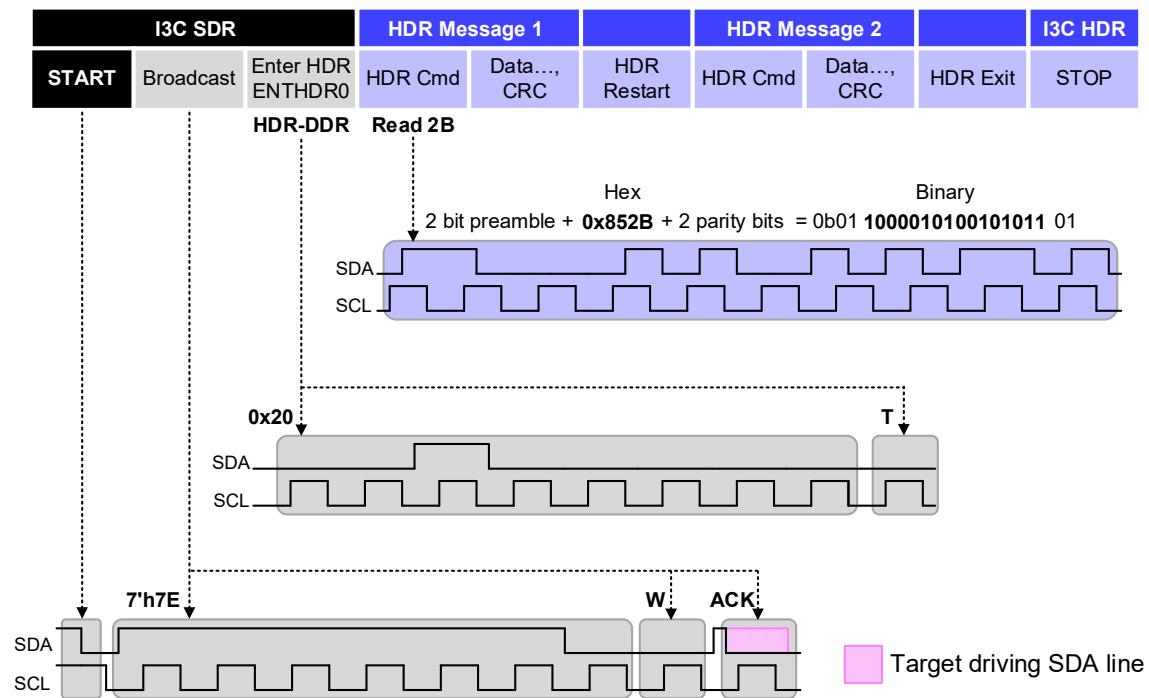 I3C SDR HDR Message 1 HDR Message 2 I3C HDR
START Broadcast Enter HDR ENTHDR0 HDR Cmd Data…, CRC HDR Restart HDR Cmd Data…, CRC HDR Exit STOP
HDR-DDR Read 2B
Hex Binary
2 bit preamble + 0x852B + 2 parity bits = 0b01 1000010100101011 01
SDA
SCL
0x20 T
SDA
SCL
7'h7E W ACK
SDA
SCL
Target driving SDA line